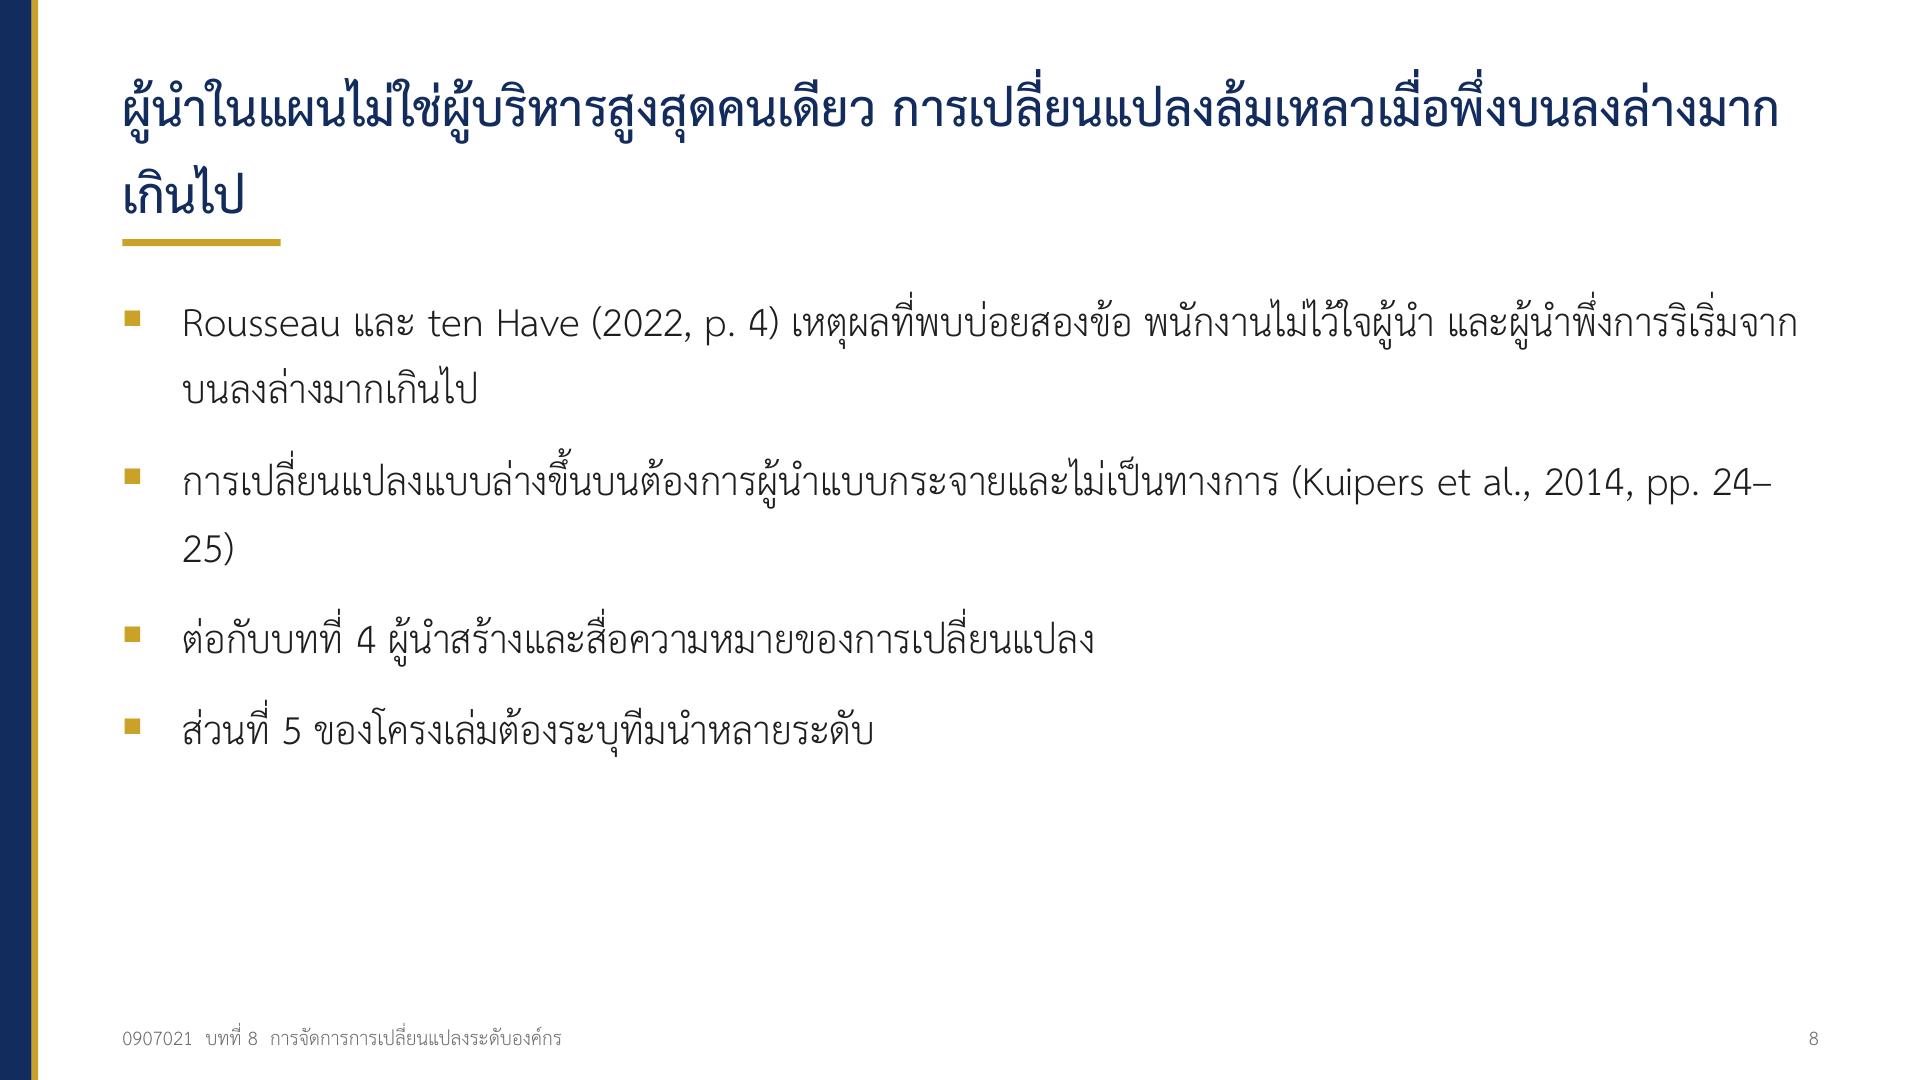 ผู้นำในแผนไม่ใช่ผู้บริหารสูงสุดคนเดียว การเปลี่ยนแปลงล้มเหลวเมื่อพึ่งบนลงล่างมาก
เกินไป
Rousseau และ ten Have (2022, p. 4) เหตุผลที่พบบ่อยสองข้อ พนักงานไม่ไว้ใจผู้นำ และผู้นำพึ่งการริเริ่มจาก
บนลงล่างมากเกินไป
การเปลี่ยนแปลงแบบล่างขึ้นบนต้องการผู้นำแบบกระจายและไม่เป็นทางการ (Kuipers et al., 2014, pp. 24–
25)
ต่อกับบทที่ 4 ผู้นำสร้างและสื่อความหมายของการเปลี่ยนแปลง
ส่วนที่ 5 ของโครงเล่มต้องระบุทีมนำหลายระดับ
0907021 บทที่ 8 การจัดการการเปลี่ยนแปลงระดับองค์กร
8